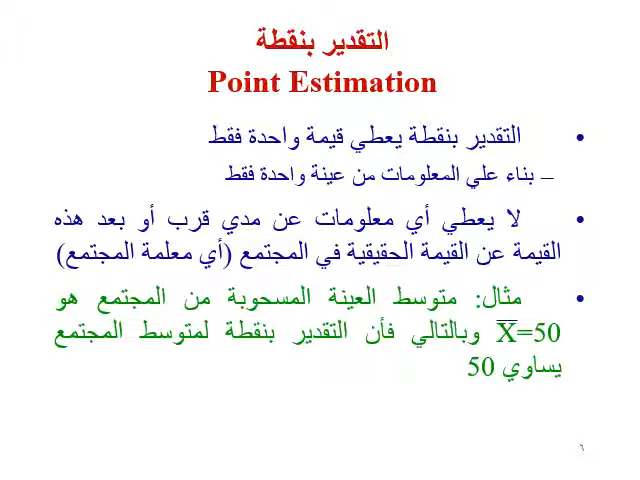 التقدير بنقطة
Point Estimation
• التقدير بنقطة يعطي قيمة واحدة فقط
– بناء علي المعلومات من عينة واحدة فقط
• لا يعطي أي معلومات عن مدي قرب أو بعد هذه
القيمة عن القيمة الحقيقية في المجتمع (أي معلمة المجتمع)
• مثال: متوسط العينة المسحوبة من المجتمع هو
X̅=50 وبالتالي فأن التقدير بنقطة لمتوسط المجتمع
يساوي 50
٦